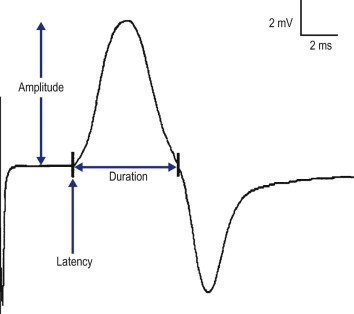 2 mV
2 ms
Amplitude
Duration
Latency